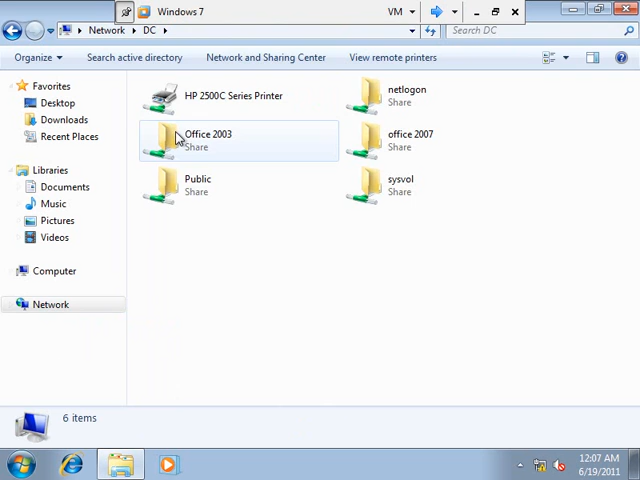 Windows 7
VM
Network
DC
Search DC
Organize
Search active directory
Network and Sharing Center
View remote printers
Favorites
Desktop
Downloads
Recent Places
Libraries
Documents
Music
Pictures
Videos
Computer
Network
HP 2500C Series Printer
netlogon
Share
Office 2003
Share
office 2007
Share
Public
Share
sysvol
Share
6 items
12:07 AM
6/19/2011